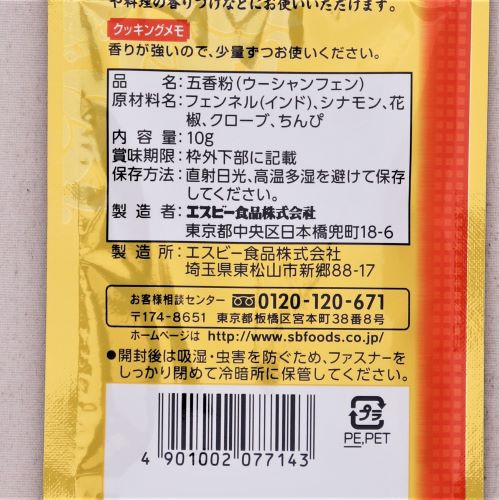 や料理の香りづけなどにお使いいただけます。
クッキングメモ
香りが強いので、少量ずつお使いください。
品名:五香粉(ウーシャンフェン)
原材料名:フェンネル(インド)、シナモン、花
椒、クローブ、ちんぴ
内容量:10g
賞味期限:枠外下部に記載
保存方法:直射日光、高温多湿を避けて保存
してください。
製造者:エスビー食品株式会社
東京都中央区日本橋兜町18-6
製造所:エスビー食品株式会社
埼玉県東松山市新郷88-17
お客様相談センター 0120-120-671
〒174-8651 東京都板橋区宮本町38番8号
ホームページは http://www.sbfoods.co.jp/
●開封後は吸湿・虫害を防ぐため、ファスナーを
しっかり閉めて冷暗所に保管してください。
プラ
PE,PET
4 901002 077143